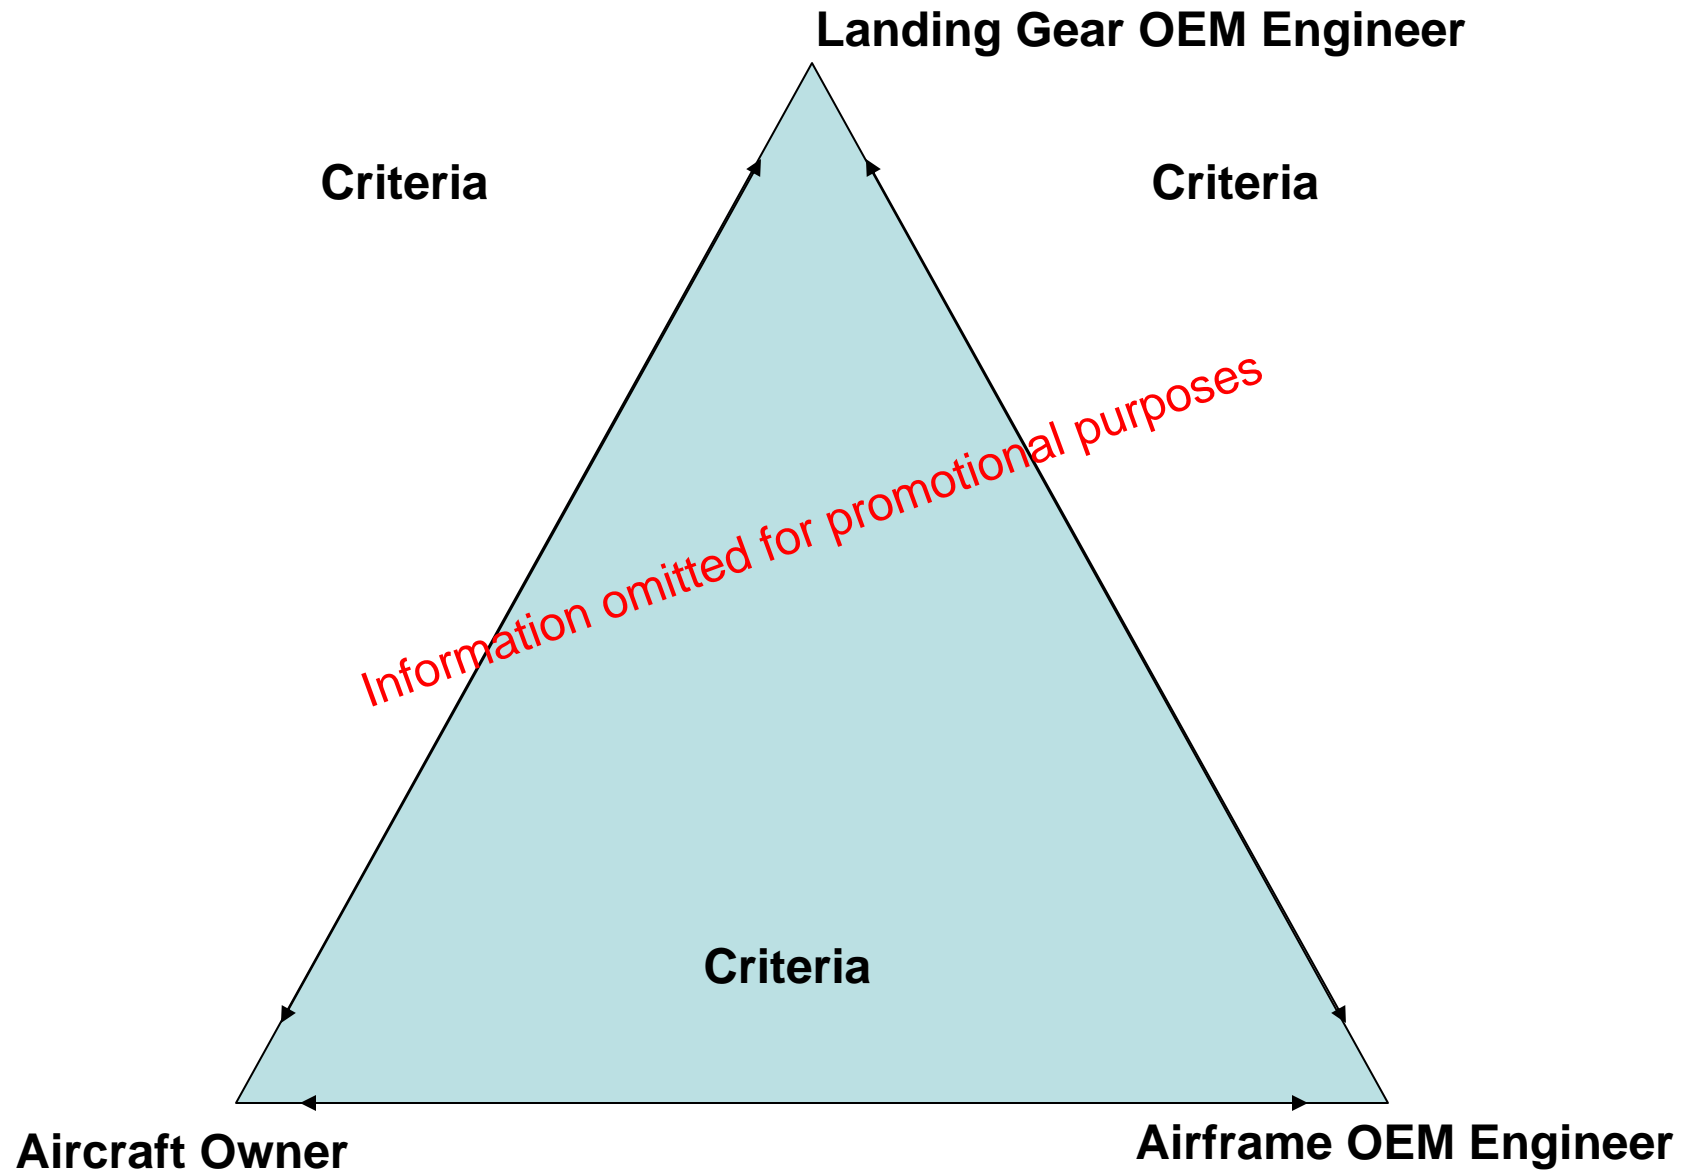 Landing Gear OEM Engineer
Criteria
Criteria
Information omitted for promotional purposes
Criteria
Aircraft Owner
Airframe OEM Engineer